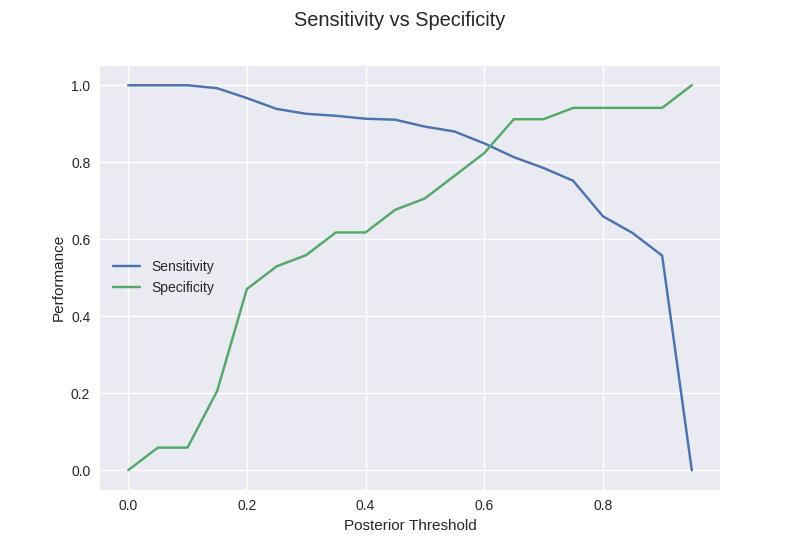 Sensitivity vs Specificity
1.0
0.8
0.6
0.4
0.2
0.0
Performance
Sensitivity
Specificity
0.0 0.2 0.4 0.6 0.8
Posterior Threshold